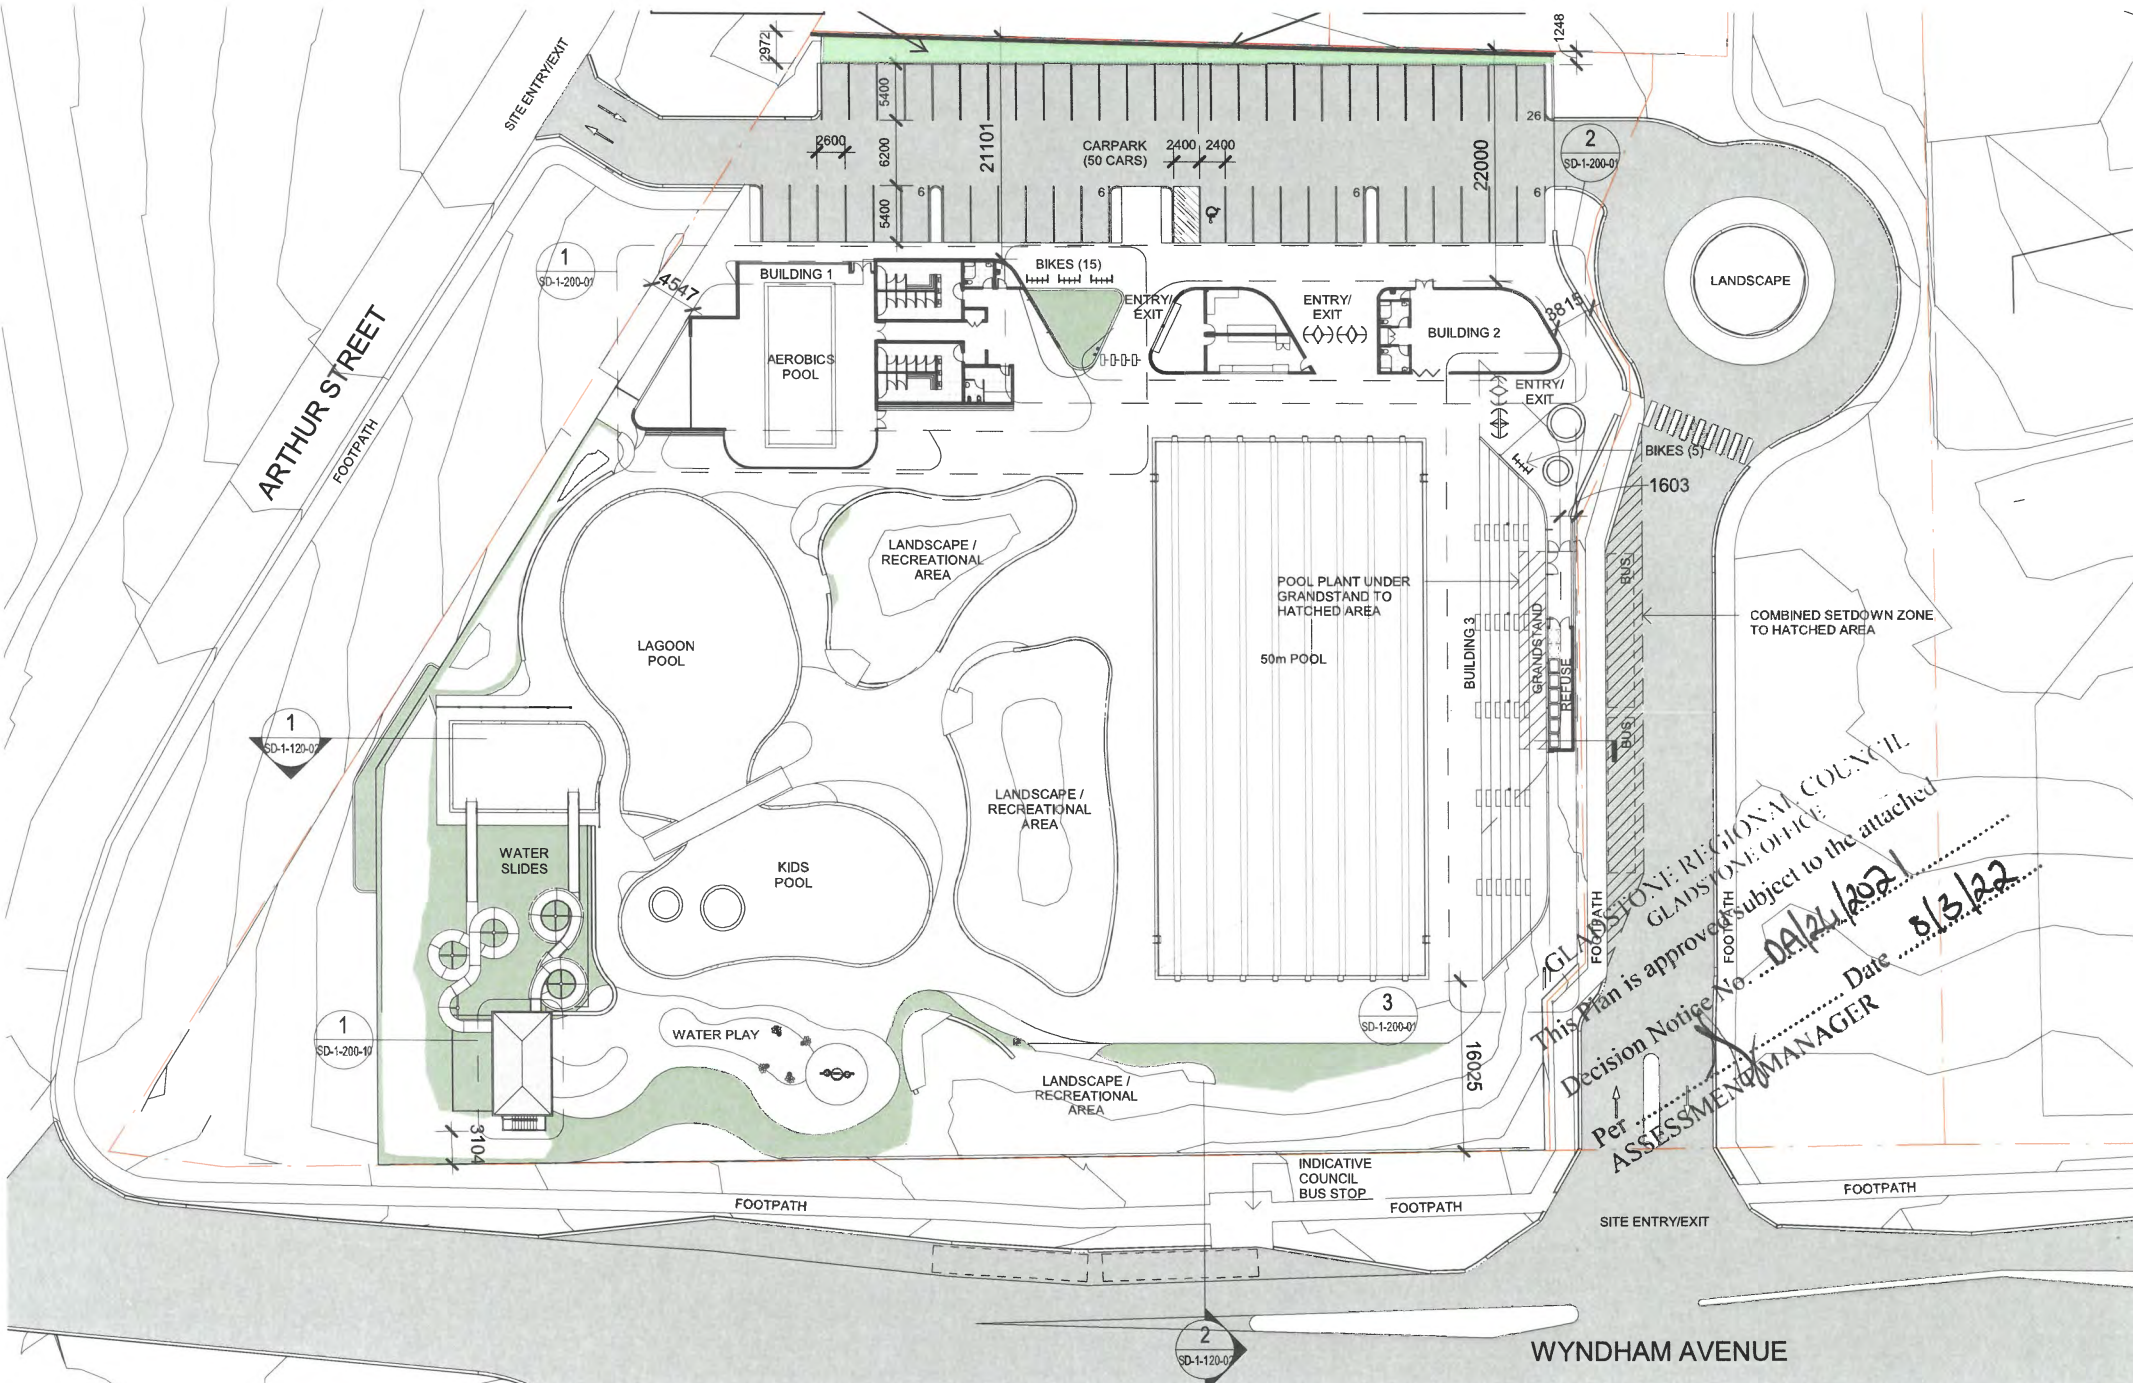 1248
2972
SITE ENTRY/EXIT
5400
26
2600
6200
21101
CARPARK
(50 CARS)
2400
2400
22000
2
SD-1-200-01
5400
6
6
6
6
1
SD-1-200-01
4547
BUILDING 1
BIKES (15)
ENTRY/
EXIT
ENTRY/
EXIT
BUILDING 2
3815
LANDSCAPE
AEROBICS
POOL
ENTRY/
EXIT
ARTHUR STREET
FOOTPATH
BIKES (5)
1603
LANDSCAPE /
RECREATIONAL
AREA
POOL PLANT UNDER
GRANDSTAND TO
HATCHED AREA
BUS
COMBINED SETDOWN ZONE
TO HATCHED AREA
LAGOON
POOL
50m POOL
BUILDING 3
GRANDSTAND
REFUSE
BUS
1
SD-1-120-02
LANDSCAPE /
RECREATIONAL
AREA
WATER
SLIDES
KIDS
POOL
FOOTPATH
FOOTPATH
GLADSTONE REGIONAL COUNCIL
GLADSTONE OFFICE
This Plan is approved subject to the attached
Decision Notice No. DA/24/2021
Date 8/3/22
Per
ASSESSMENT MANAGER
3
SD-1-200-01
1
SD-1-200-10
WATER PLAY
16025
LANDSCAPE /
RECREATIONAL
AREA
3104
INDICATIVE
COUNCIL
BUS STOP
FOOTPATH
FOOTPATH
FOOTPATH
SITE ENTRY/EXIT
2
SD-1-120-02
WYNDHAM AVENUE